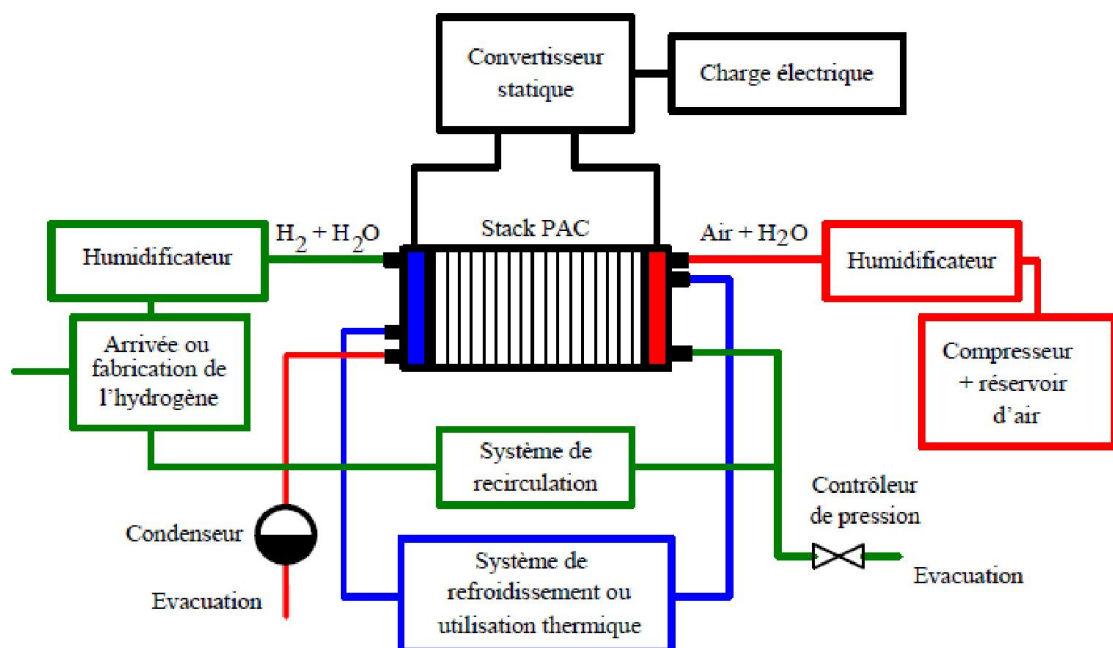 Convertisseur
statique
Charge électrique
H2 + H2O
Stack PAC
Air + H2O
Humidificateur
Humidificateur
Arrivée ou
fabrication de
l’hydrogène
Compresseur
+ réservoir
d’air
Système de
recirculation
Contrôleur
de pression
Condenseur
Système de
refroidissement ou
utilisation thermique
Evacuation
Evacuation